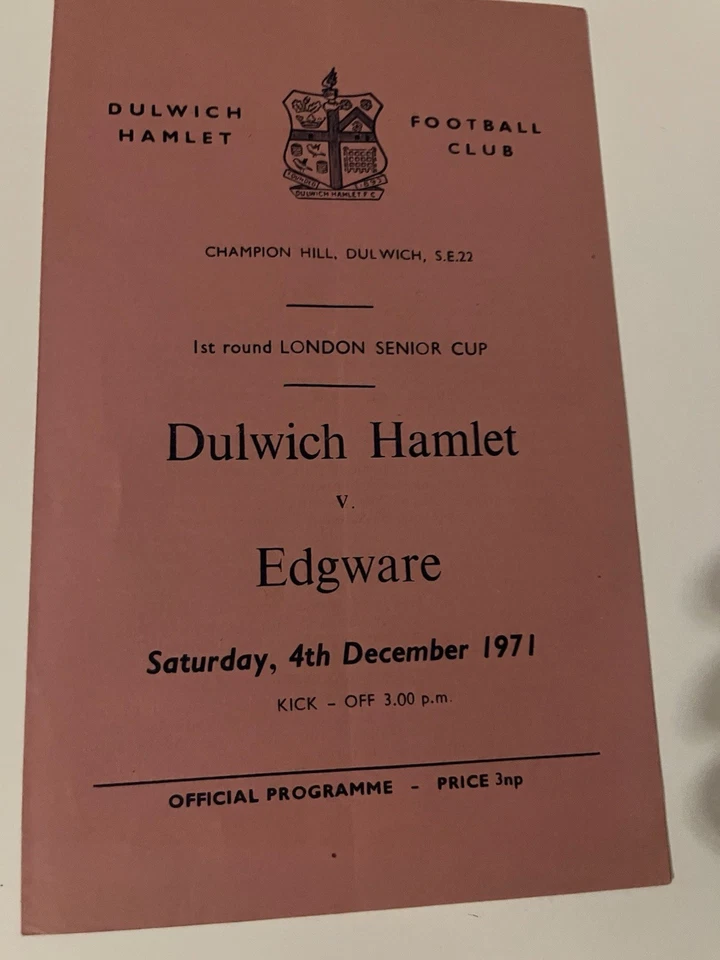 DULWICH
HAMLET
FOOTBALL
CLUB
DULWICH HAMLET F C
CHAMPION HILL, DULWICH, S.E.22
1st round LONDON SENIOR CUP
Dulwich Hamlet
v.
Edgware
Saturday, 4th December 1971
KICK - OFF 3.00 p.m.
OFFICIAL PROGRAMME - PRICE 3np